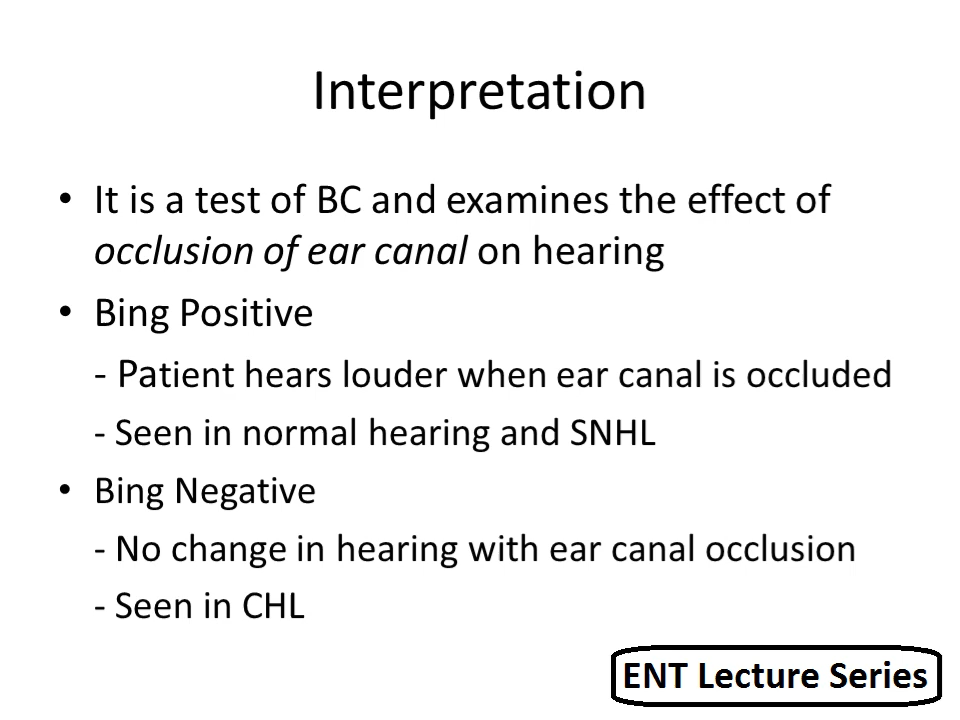 Interpretation
• It is a test of BC and examines the effect of
occlusion of ear canal on hearing
• Bing Positive
- Patient hears louder when ear canal is occluded
- Seen in normal hearing and SNHL
• Bing Negative
- No change in hearing with ear canal occlusion
- Seen in CHL
ENT Lecture Series